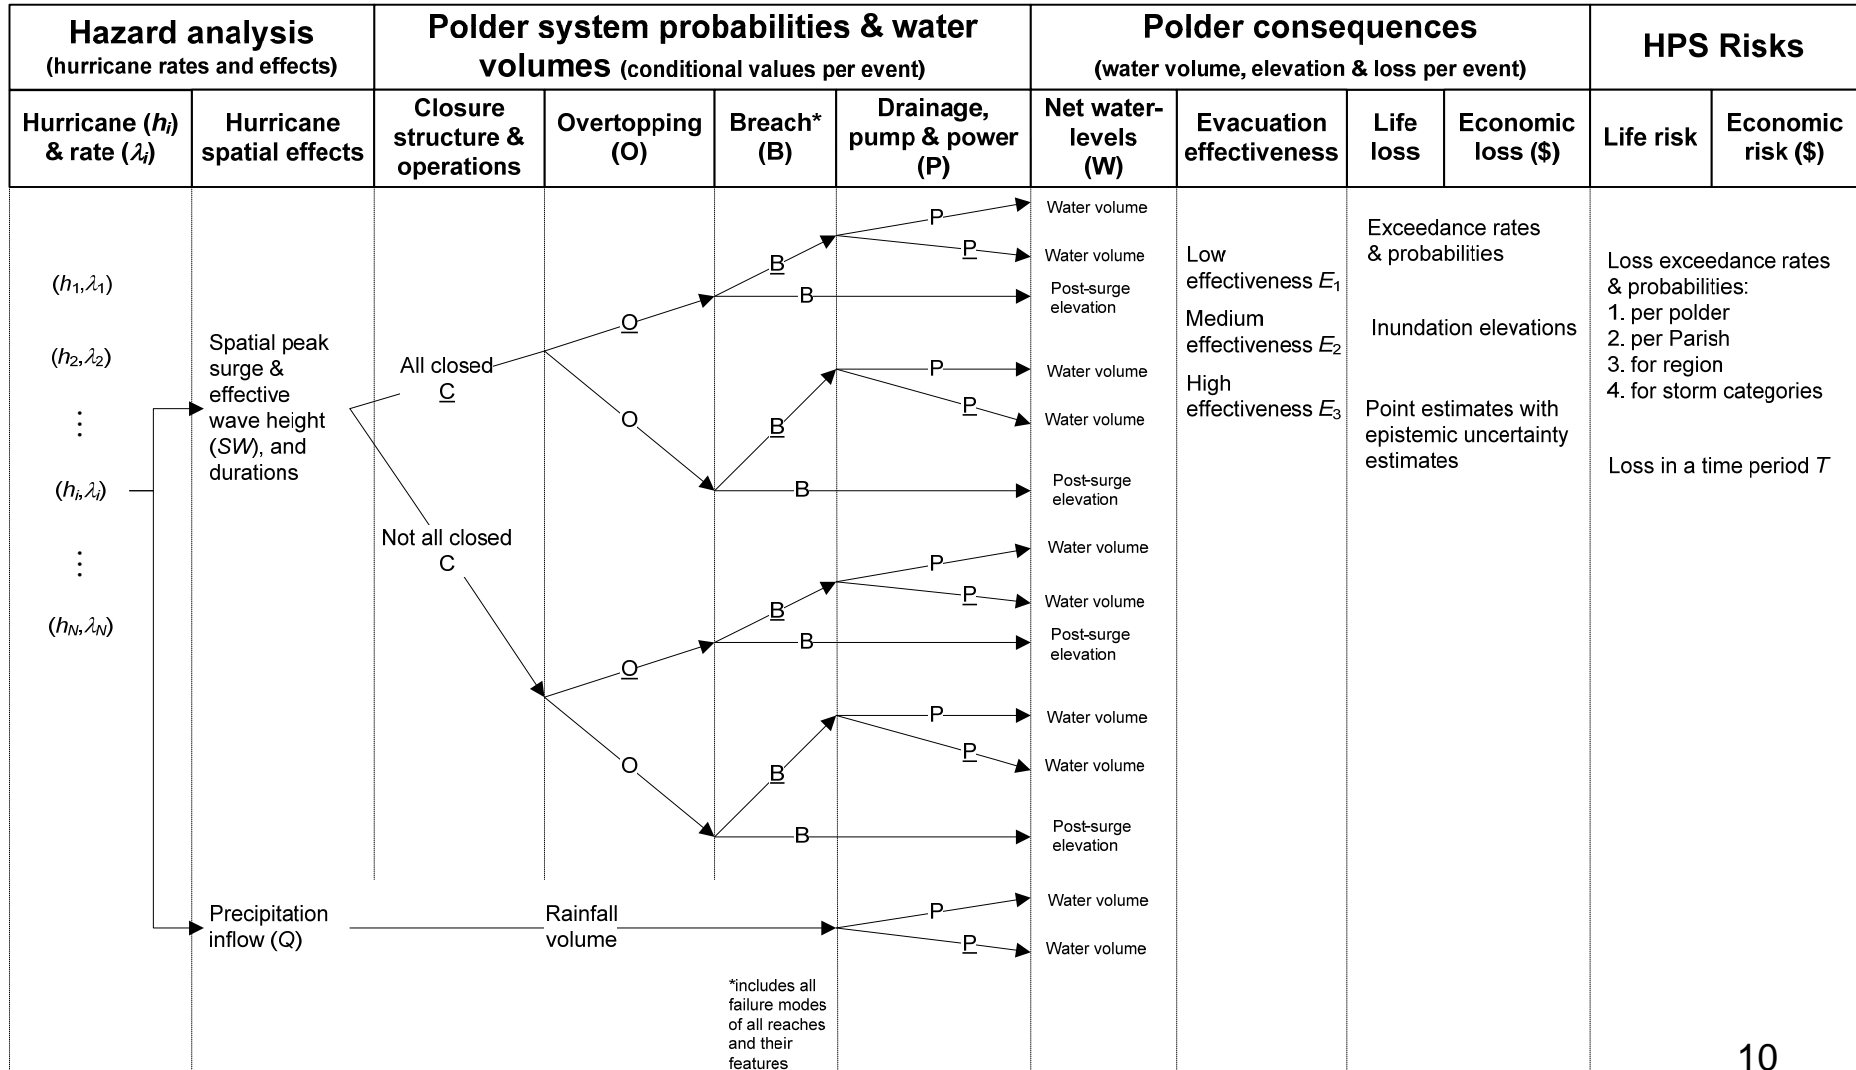 Hazard analysis
(hurricane rates and effects)
Polder system probabilities & water
volumes (conditional values per event)
Polder consequences
(water volume, elevation & loss per event)
HPS Risks
Hurricane (hi)
& rate (λi)
Hurricane
spatial effects
Closure
structure &
operations
Overtopping
(O)
Breach*
(B)
Drainage,
pump & power
(P)
Net water-
levels
(W)
Evacuation
effectiveness
Life
loss
Economic
loss ($)
Life risk
Economic
risk ($)
(h1,λ1)
(h2,λ2)
⋮
(hi,λi)
⋮
(hN,λN)
Spatial peak
surge &
effective
wave height
(SW), and
durations
Precipitation
inflow (Q)
All closed
C
Not all closed
C
O
O
O
O
Rainfall
volume
B
B
B
B
B
B
B
B
*includes all
failure modes
of all reaches
and their
features
P
P
P
P
P
P
P
P
P
P
Water volume
Water volume
Post-surge
elevation
Water volume
Water volume
Post-surge
elevation
Water volume
Water volume
Post-surge
elevation
Water volume
Water volume
Post-surge
elevation
Water volume
Water volume
Low
effectiveness E1
Medium
effectiveness E2
High
effectiveness E3
Exceedance rates
& probabilities
Inundation elevations
Point estimates with
epistemic uncertainty
estimates
Loss exceedance rates
& probabilities:
1. per polder
2. per Parish
3. for region
4. for storm categories
Loss in a time period T
10